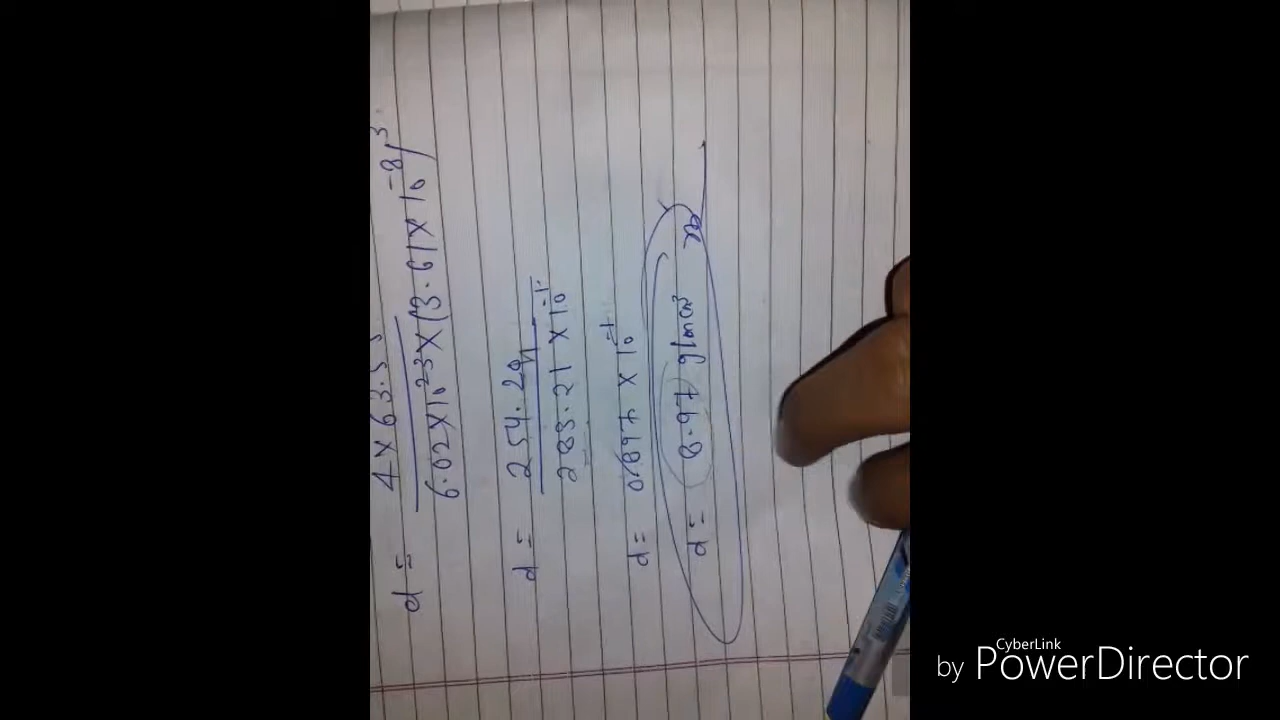 d = 4 × 63.5
6.02 × 10²³ × (3.61 × 10⁻⁸)³
d = 254.20
283.21 × 10⁻¹
d = 0.897 × 10⁻¹
d = 8.97 g/cm³
CyberLink
by PowerDirector